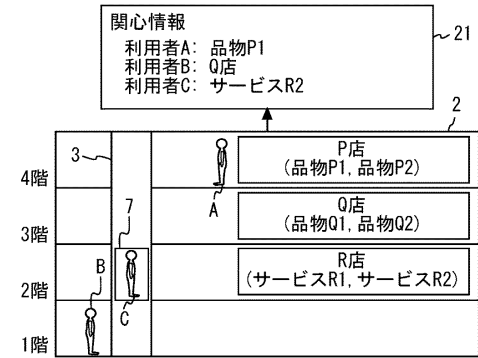 関心情報
利用者A: 品物P1
利用者B: Q店
利用者C: サービスR2
21
2
3
4階
P店
(品物P1, 品物P2)
A
7
3階
Q店
(品物Q1, 品物Q2)
B
2階
R店
(サービスR1, サービスR2)
C
1階